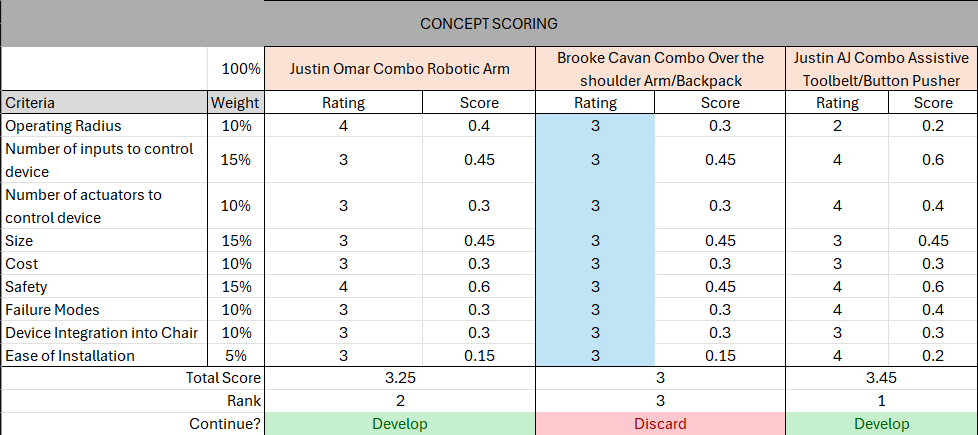 CONCEPT SCORING
100% Justin Omar Combo Robotic Arm Brooke Cavan Combo Over the shoulder Arm/Backpack Justin AJ Combo Assistive Toolbelt/Button Pusher
Criteria Weight Rating Score Rating Score Rating Score
Operating Radius 10% 4 0.4 3 0.3 2 0.2
Number of inputs to control device 15% 3 0.45 3 0.45 4 0.6
Number of actuators to control device 10% 3 0.3 3 0.3 4 0.4
Size 15% 3 0.45 3 0.45 3 0.45
Cost 10% 3 0.3 3 0.3 3 0.3
Safety 15% 4 0.6 3 0.45 4 0.6
Failure Modes 10% 3 0.3 3 0.3 4 0.4
Device Integration into Chair 10% 3 0.3 3 0.3 3 0.3
Ease of Installation 5% 3 0.15 3 0.15 4 0.2
Total Score 3.25 3 3.45
Rank 2 3 1
Continue? Develop Discard Develop